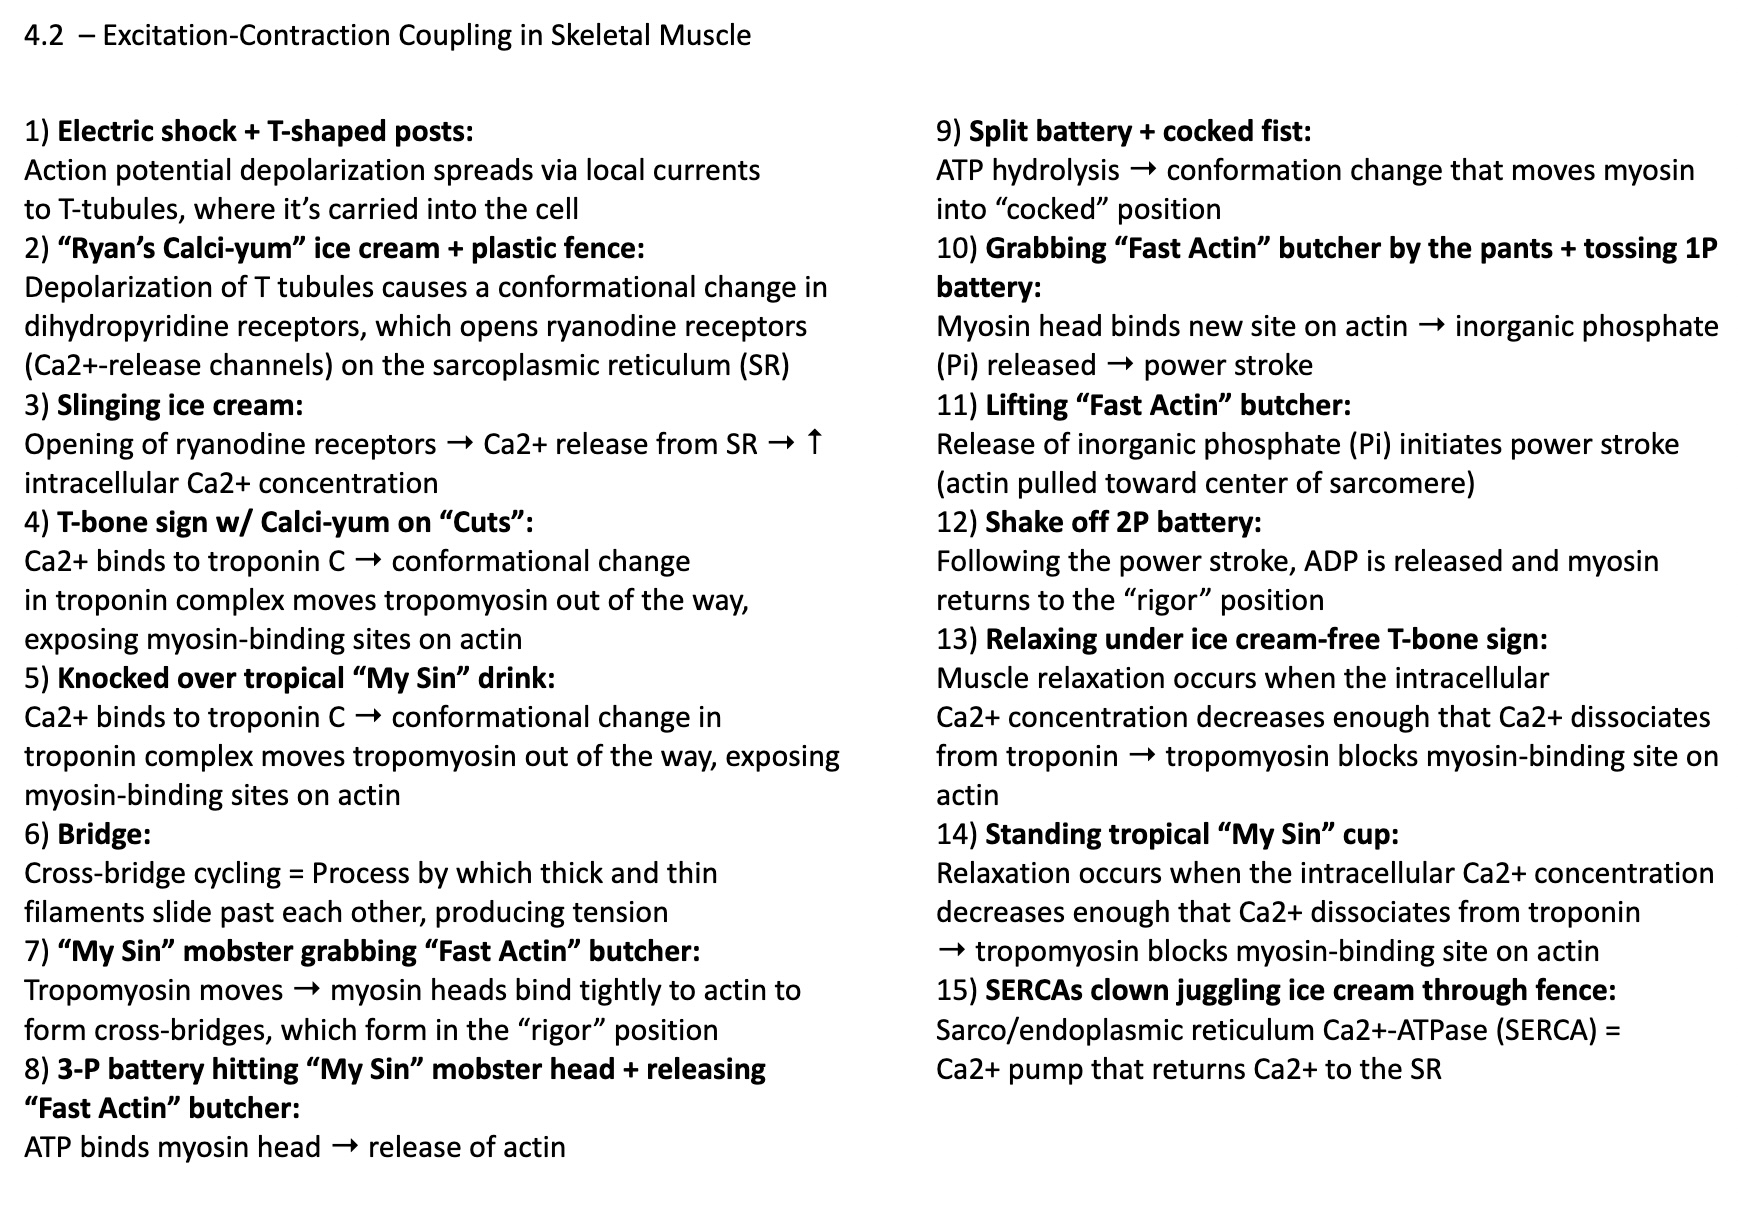 4.2 – Excitation-Contraction Coupling in Skeletal Muscle
1) Electric shock + T-shaped posts:
Action potential depolarization spreads via local currents
to T-tubules, where it’s carried into the cell
2) “Ryan’s Calci-yum” ice cream + plastic fence:
Depolarization of T tubules causes a conformational change in
dihydropyridine receptors, which opens ryanodine receptors
(Ca2+-release channels) on the sarcoplasmic reticulum (SR)
3) Slinging ice cream:
Opening of ryanodine receptors → Ca2+ release from SR → ↑
intracellular Ca2+ concentration
4) T-bone sign w/ Calci-yum on “Cuts”:
Ca2+ binds to troponin C → conformational change
in troponin complex moves tropomyosin out of the way,
exposing myosin-binding sites on actin
5) Knocked over tropical “My Sin” drink:
Ca2+ binds to troponin C → conformational change in
troponin complex moves tropomyosin out of the way, exposing
myosin-binding sites on actin
6) Bridge:
Cross-bridge cycling = Process by which thick and thin
filaments slide past each other, producing tension
7) “My Sin” mobster grabbing “Fast Actin” butcher:
Tropomyosin moves → myosin heads bind tightly to actin to
form cross-bridges, which form in the “rigor” position
8) 3-P battery hitting “My Sin” mobster head + releasing
“Fast Actin” butcher:
ATP binds myosin head → release of actin
9) Split battery + cocked fist:
ATP hydrolysis → conformation change that moves myosin
into “cocked” position
10) Grabbing “Fast Actin” butcher by the pants + tossing 1P
battery:
Myosin head binds new site on actin → inorganic phosphate
(Pi) released → power stroke
11) Lifting “Fast Actin” butcher:
Release of inorganic phosphate (Pi) initiates power stroke
(actin pulled toward center of sarcomere)
12) Shake off 2P battery:
Following the power stroke, ADP is released and myosin
returns to the “rigor” position
13) Relaxing under ice cream-free T-bone sign:
Muscle relaxation occurs when the intracellular
Ca2+ concentration decreases enough that Ca2+ dissociates
from troponin → tropomyosin blocks myosin-binding site on
actin
14) Standing tropical “My Sin” cup:
Relaxation occurs when the intracellular Ca2+ concentration
decreases enough that Ca2+ dissociates from troponin
→ tropomyosin blocks myosin-binding site on actin
15) SERCAs clown juggling ice cream through fence:
Sarco/endoplasmic reticulum Ca2+-ATPase (SERCA) =
Ca2+ pump that returns Ca2+ to the SR